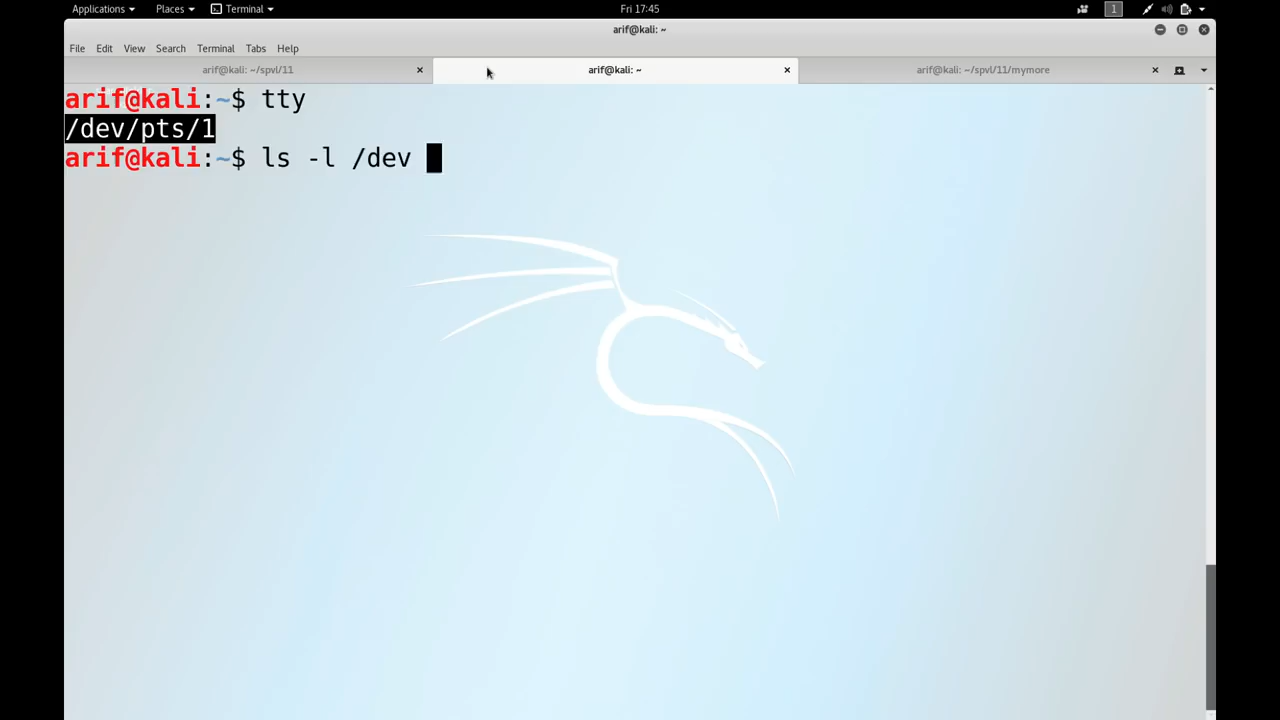 Applications Places Terminal Fri 17:45 1
arif@kali: ~
File Edit View Search Terminal Tabs Help
arif@kali: ~/spvl/11 arif@kali: ~ arif@kali: ~/spvl/11/mymore
arif@kali:~$ tty
/dev/pts/1
arif@kali:~$ ls -l /dev